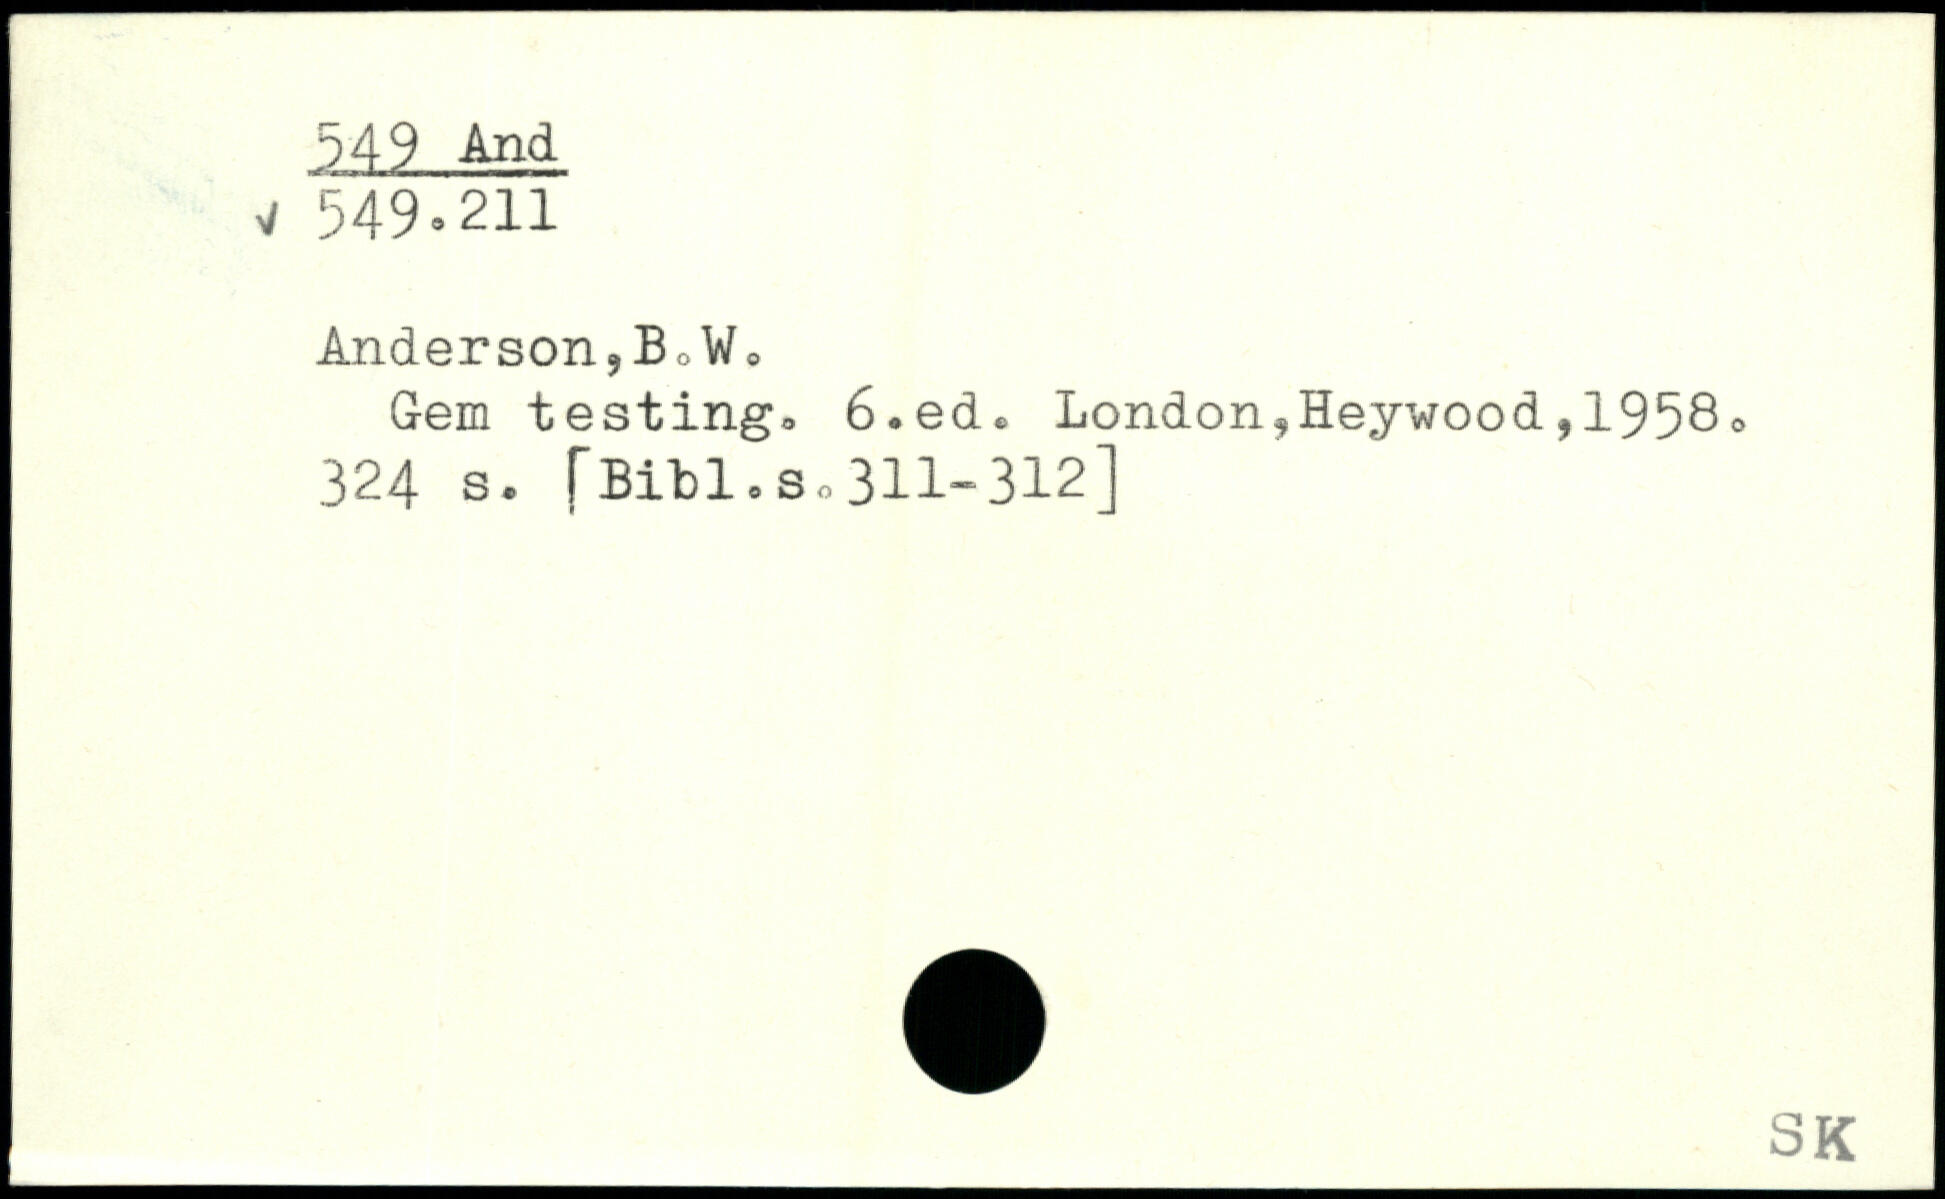 549 And
✓ 549.211
Anderson,B.W.
Gem testing. 6.ed. London,Heywood,1958.
324 s. [Bibl.s.311-312]
SK